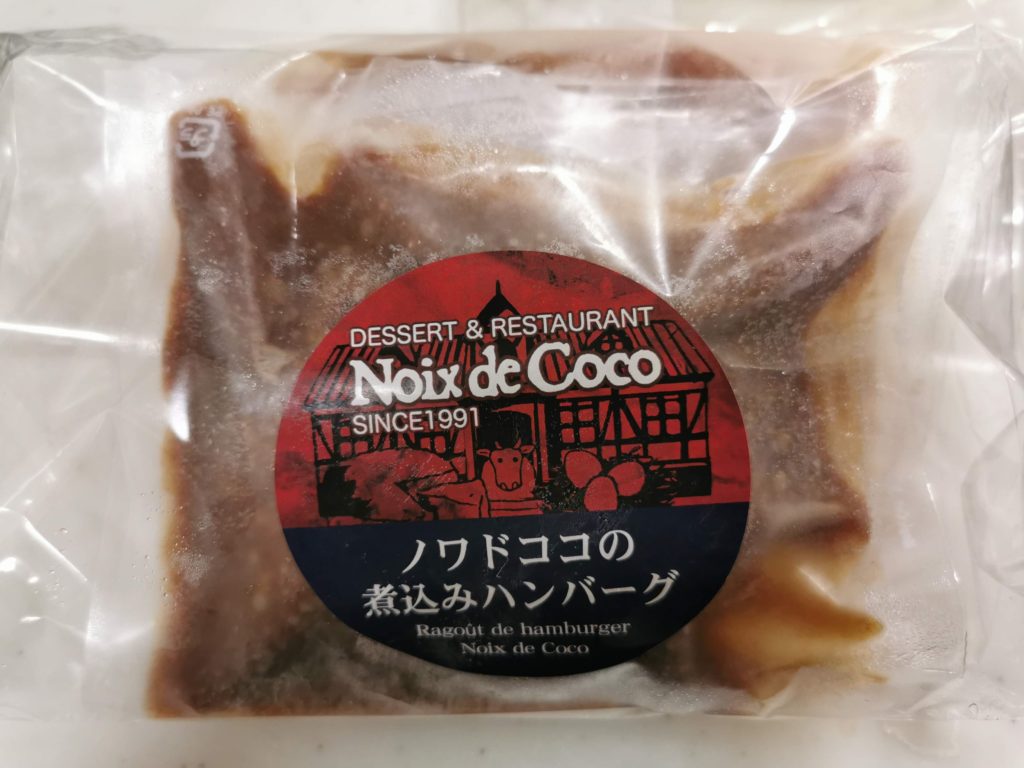 DESSERT & RESTAURANT
Noix de Coco
SINCE1991
ノワドココの
煮込みハンバーグ
Ragoût de hamburger
Noix de Coco